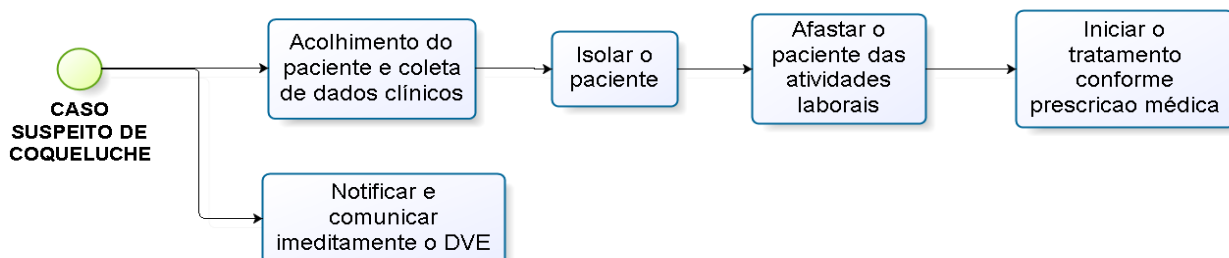 CASO
SUSPEITO DE
COQUELUCHE
Acolhimento do
paciente e coleta
de dados clínicos
Isolar o
paciente
Afastar o
paciente das
atividades
laborais
Iniciar o
tratamento
conforme
prescricao médica
Notificar e
comunicar
imeditamente o DVE